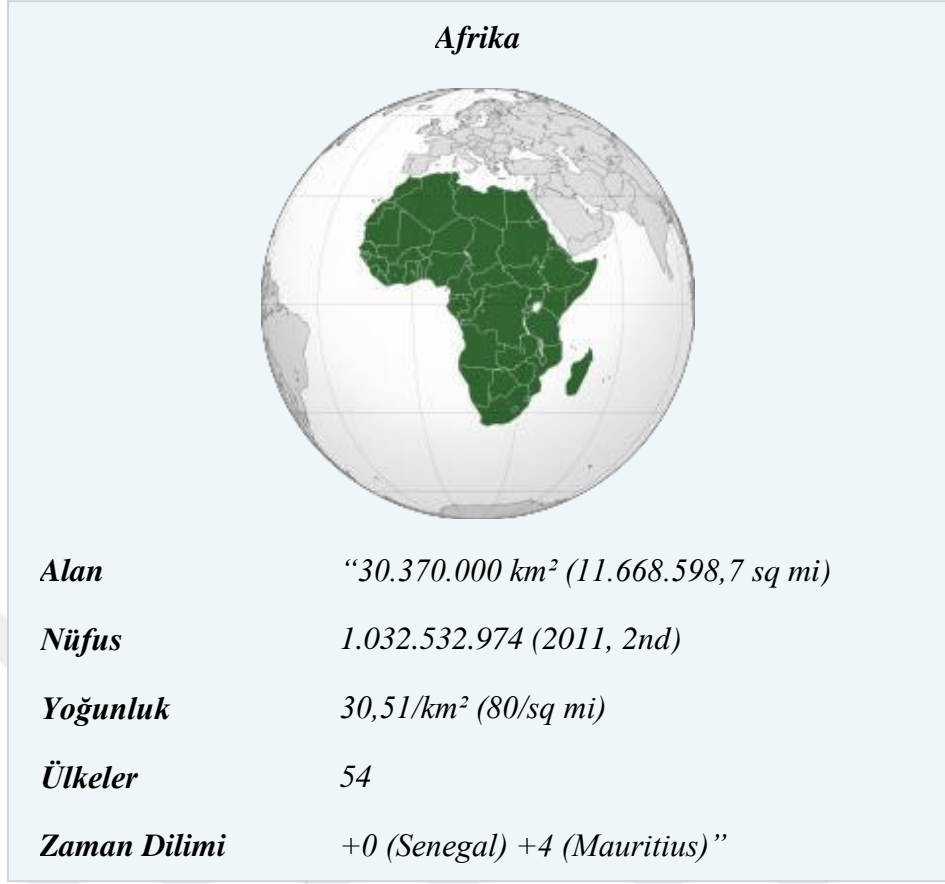 Afrika
Alan “30.370.000 km² (11.668.598,7 sq mi)
Nüfus 1.032.532.974 (2011, 2nd)
Yoğunluk 30,51/km² (80/sq mi)
Ülkeler 54
Zaman Dilimi +0 (Senegal) +4 (Mauritius)”